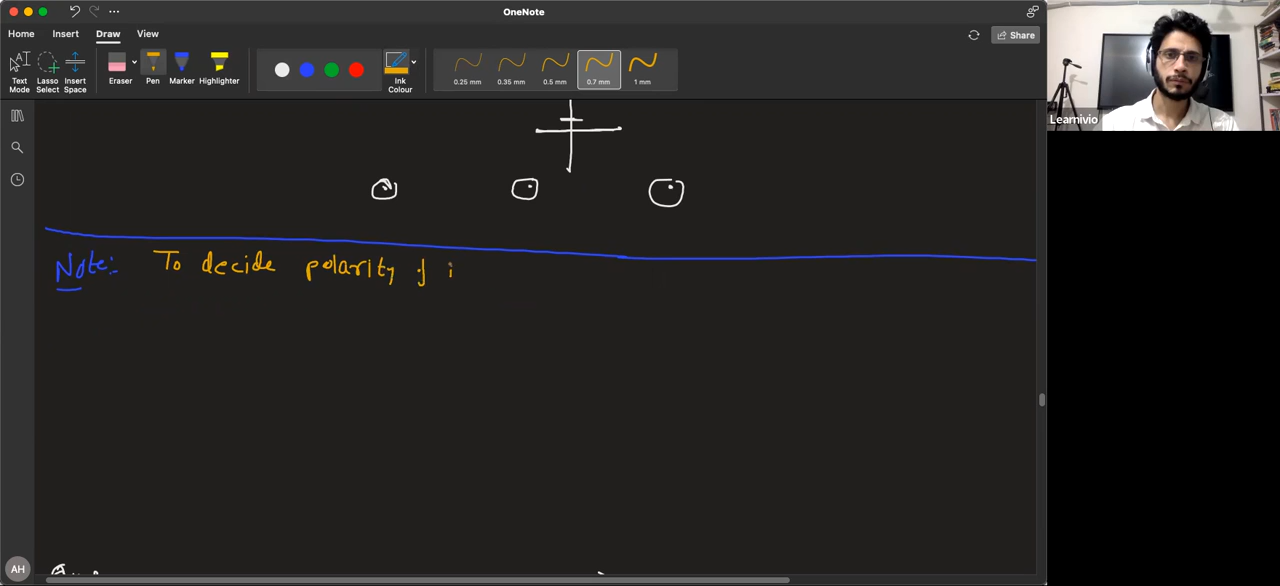 OneNote
Home Insert Draw View
Share
Text Mode
Lasso Select
Insert Space
Eraser
Pen
Marker
Highlighter
Ink Colour
0.25 mm
0.35 mm
0.5 mm
0.7 mm
1 mm
Learnivio
Note:- To decide polarity of i
AH